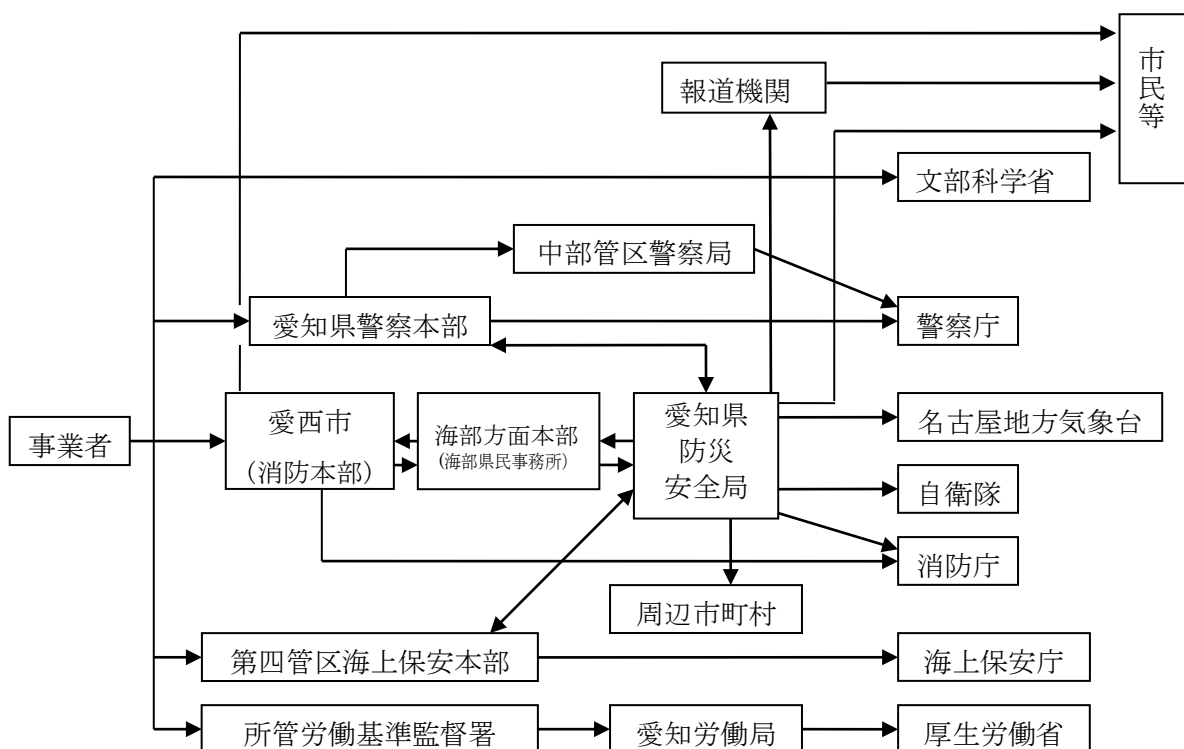 市民等
報道機関
文部科学省
中部管区警察局
愛知県警察本部
警察庁
事業者
愛西市
（消防本部）
海部方面本部
（海部県民事務所）
愛知県
防災
安全局
名古屋地方気象台
自衛隊
消防庁
周辺市町村
第四管区海上保安本部
海上保安庁
所管労働基準監督署
愛知労働局
厚生労働省